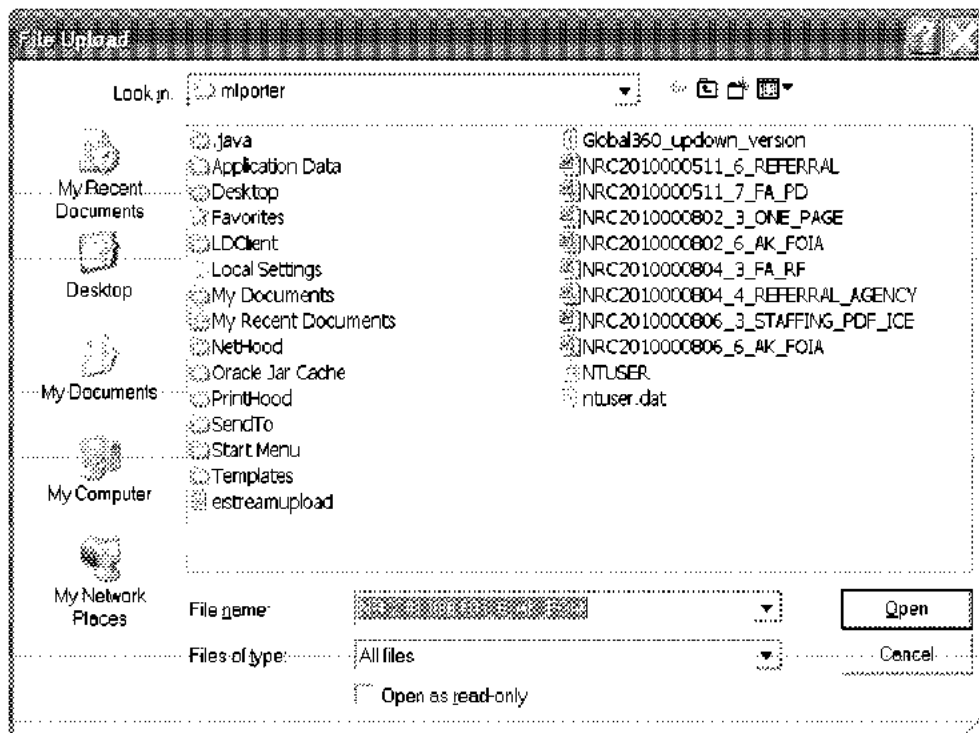 File Upload
Look in:
mlporter
My Recent
Documents
Desktop
My Documents
My Computer
My Network
Places
.java
Application Data
Desktop
Favorites
LDClient
Local Settings
My Documents
My Recent Documents
NetHood
Oracle Jar Cache
PrintHood
SendTo
Start Menu
Templates
eistreamupload
Global360_updown_version
NRC2010000511_6_REFERRAL
NRC2010000511_7_FA_PD
NRC2010000802_3_ONE_PAGE
NRC2010000802_6_AK_FOIA
NRC2010000804_3_FA_RF
NRC2010000804_4_REFERRAL_AGENCY
NRC2010000806_3_STAFFING_PDF_ICE
NRC2010000806_6_AK_FOIA
NTUSER
ntuser.dat
File name:
Open
Files of type:
All files
Cancel
Open as read-only